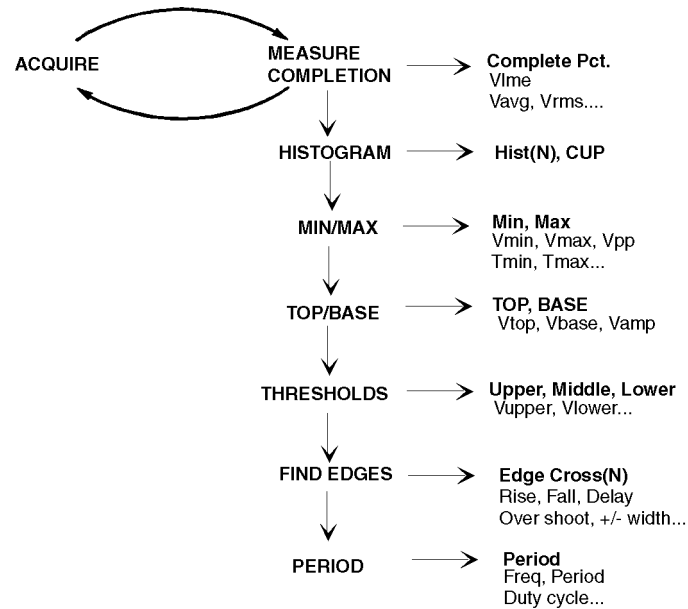 ACQUIRE
MEASURE
COMPLETION
Complete Pct.
Vlme
Vavg, Vrms....
HISTOGRAM
Hist(N), CUP
MIN/MAX
Min, Max
Vmin, Vmax, Vpp
Tmin, Tmax...
TOP/BASE
TOP, BASE
Vtop, Vbase, Vamp
THRESHOLDS
Upper, Middle, Lower
Vupper, Vlower...
FIND EDGES
Edge Cross(N)
Rise, Fall, Delay
Over shoot, +/- width...
PERIOD
Period
Freq, Period
Duty cycle...